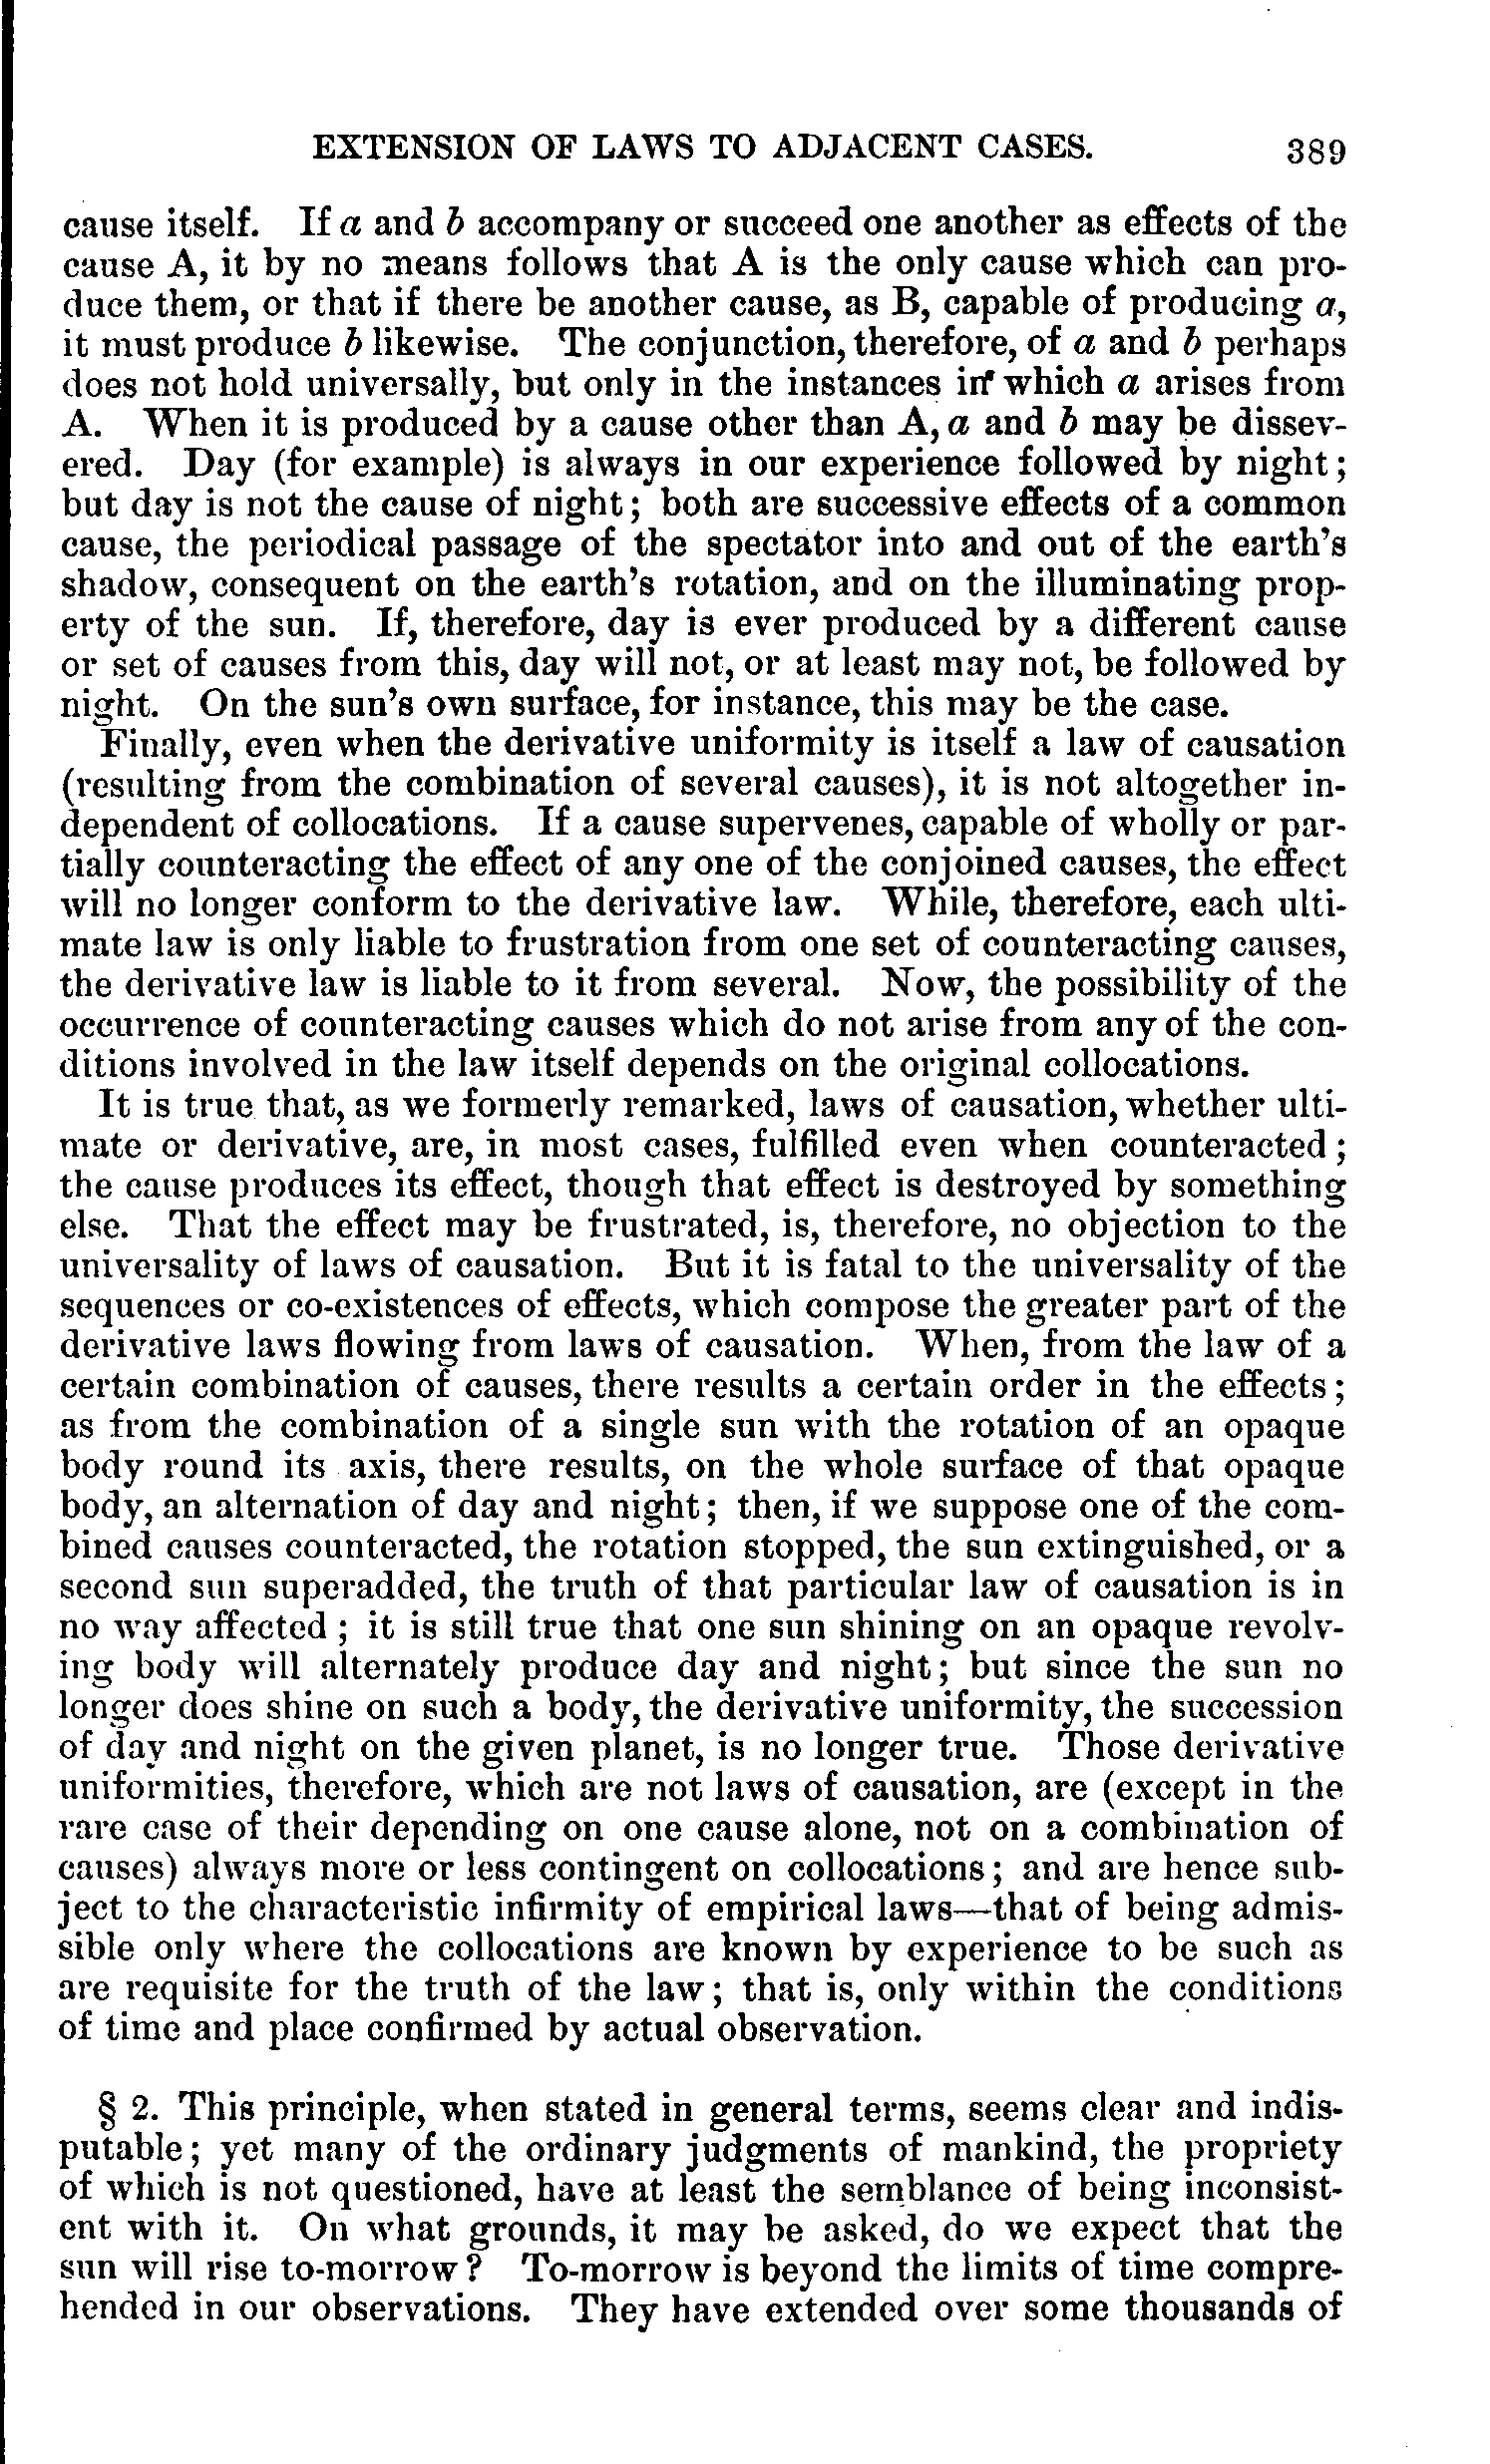 EXTENSION OF LAWS TO ADJACENT CASES. 389
cause itself. If a and b accompany or succeed one another as effects of the
cause A, it by no means follows that A is the only cause which can pro-
duce them, or that if there be another cause, as B, capable of producing a,
it must produce b likewise. The conjunction, therefore, of a and b perhaps
does not hold universally, but only in the instances in which a arises from
A. When it is produced by a cause other than A, a and b may be dissev-
ered. Day (for example) is always in our experience followed by night;
but day is not the cause of night; both are successive effects of a common
cause, the periodical passage of the spectator into and out of the earth's
shadow, consequent on the earth's rotation, and on the illuminating prop-
erty of the sun. If, therefore, day is ever produced by a different cause
or set of causes from this, day will not, or at least may not, be followed by
night. On the sun's own surface, for instance, this may be the case.
Finally, even when the derivative uniformity is itself a law of causation
(resulting from the combination of several causes), it is not altogether in-
dependent of collocations. If a cause supervenes, capable of wholly or par-
tially counteracting the effect of any one of the conjoined causes, the effect
will no longer conform to the derivative law. While, therefore, each ulti-
mate law is only liable to frustration from one set of counteracting causes,
the derivative law is liable to it from several. Now, the possibility of the
occurrence of counteracting causes which do not arise from any of the con-
ditions involved in the law itself depends on the original collocations.
It is true that, as we formerly remarked, laws of causation, whether ulti-
mate or derivative, are, in most cases, fulfilled even when counteracted;
the cause produces its effect, though that effect is destroyed by something
else. That the effect may be frustrated, is, therefore, no objection to the
universality of laws of causation. But it is fatal to the universality of the
sequences or co-existences of effects, which compose the greater part of the
derivative laws flowing from laws of causation. When, from the law of a
certain combination of causes, there results a certain order in the effects;
as from the combination of a single sun with the rotation of an opaque
body round its axis, there results, on the whole surface of that opaque
body, an alternation of day and night; then, if we suppose one of the com-
bined causes counteracted, the rotation stopped, the sun extinguished, or a
second sun superadded, the truth of that particular law of causation is in
no way affected; it is still true that one sun shining on an opaque revolv-
ing body will alternately produce day and night; but since the sun no
longer does shine on such a body, the derivative uniformity, the succession
of day and night on the given planet, is no longer true. Those derivative
uniformities, therefore, which are not laws of causation, are (except in the
rare case of their depending on one cause alone, not on a combination of
causes) always more or less contingent on collocations; and are hence sub-
ject to the characteristic infirmity of empirical laws—that of being admis-
sible only where the collocations are known by experience to be such as
are requisite for the truth of the law; that is, only within the conditions
of time and place confirmed by actual observation.
§ 2. This principle, when stated in general terms, seems clear and indis-
putable; yet many of the ordinary judgments of mankind, the propriety
of which is not questioned, have at least the semblance of being inconsist-
ent with it. On what grounds, it may be asked, do we expect that the
sun will rise to-morrow? To-morrow is beyond the limits of time compre-
hended in our observations. They have extended over some thousands of